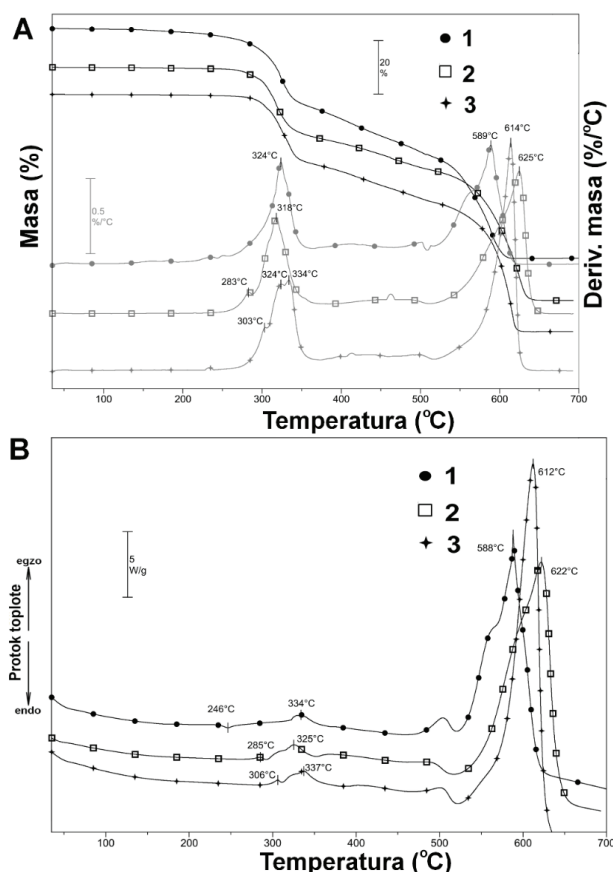 A
20
%
1
2
3
589°C
614°C
625°C
Masa (%)
Deriv. masa (%/°C)
0.5
%/°C
324°C
318°C
283°C
324°C
334°C
303°C
0
100
200
300
400
500
600
700
Temperatura (°C)
B
1
2
3
612°C
5
W/g
588°C
622°C
egzo
Protok toplote
endo
246°C
334°C
285°C
325°C
306°C
337°C
100
200
300
400
500
600
700
Temperatura (°C)